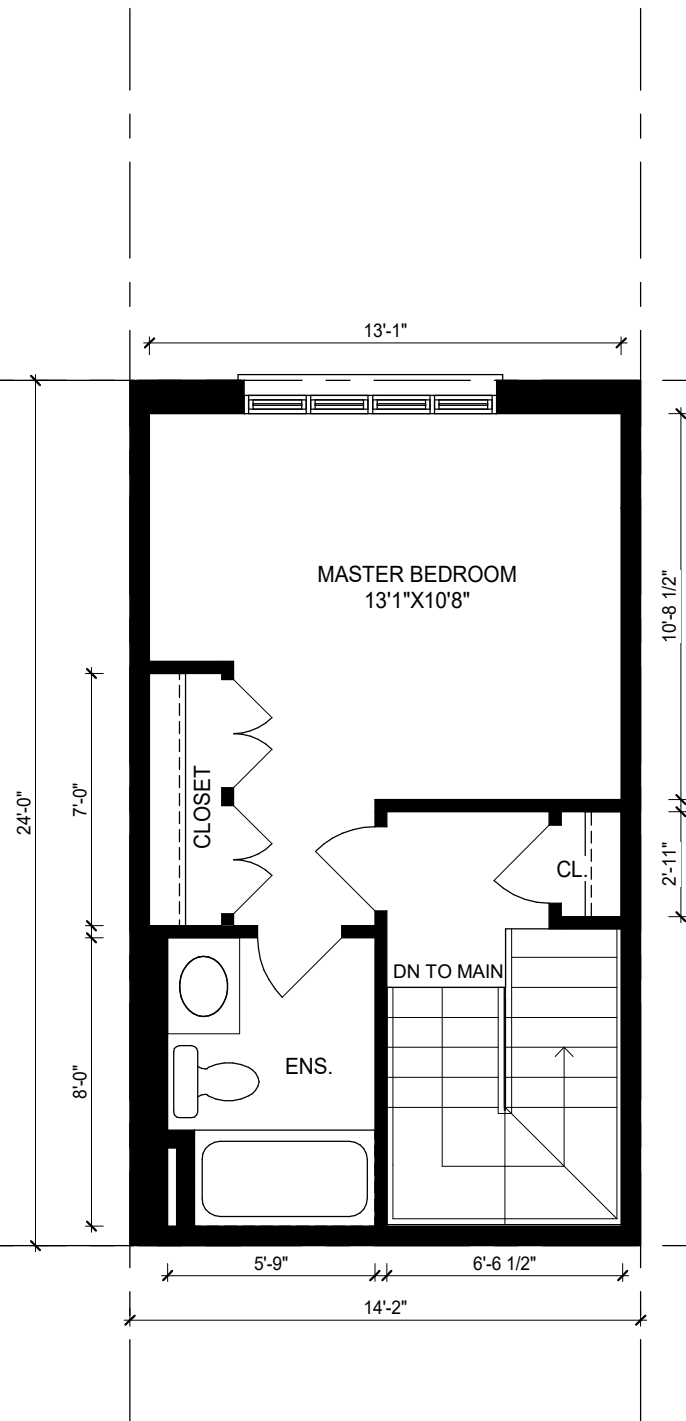 13'-1"
MASTER BEDROOM
13'1"X10'8"
10'-8 1/2"
24'-0"
7'-0"
CLOSET
2'-11"
CL.
DN TO MAIN
8'-0"
ENS.
5'-9"
6'-6 1/2"
14'-2"